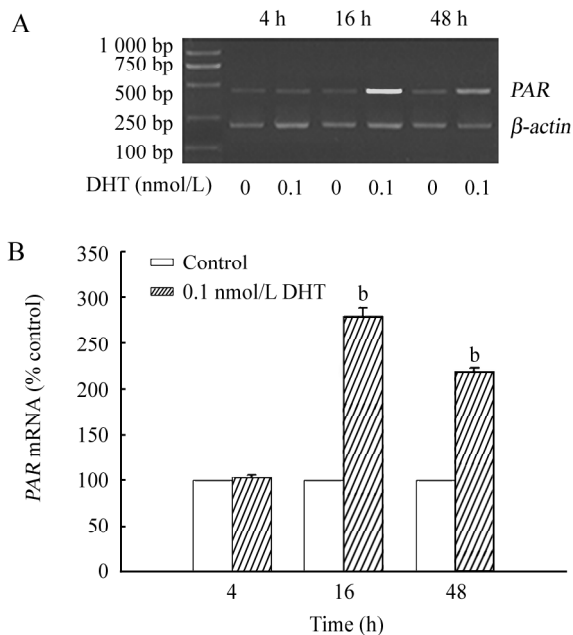 A
4 h 16 h 48 h
1 000 bp
750 bp
500 bp
250 bp
100 bp
PAR
β-actin
DHT (nmol/L) 0 0.1 0 0.1 0 0.1
B
Control
0.1 nmol/L DHT
350
300
250
200
150
100
50
0
PAR mRNA (% control)
b
b
4 16 48
Time (h)